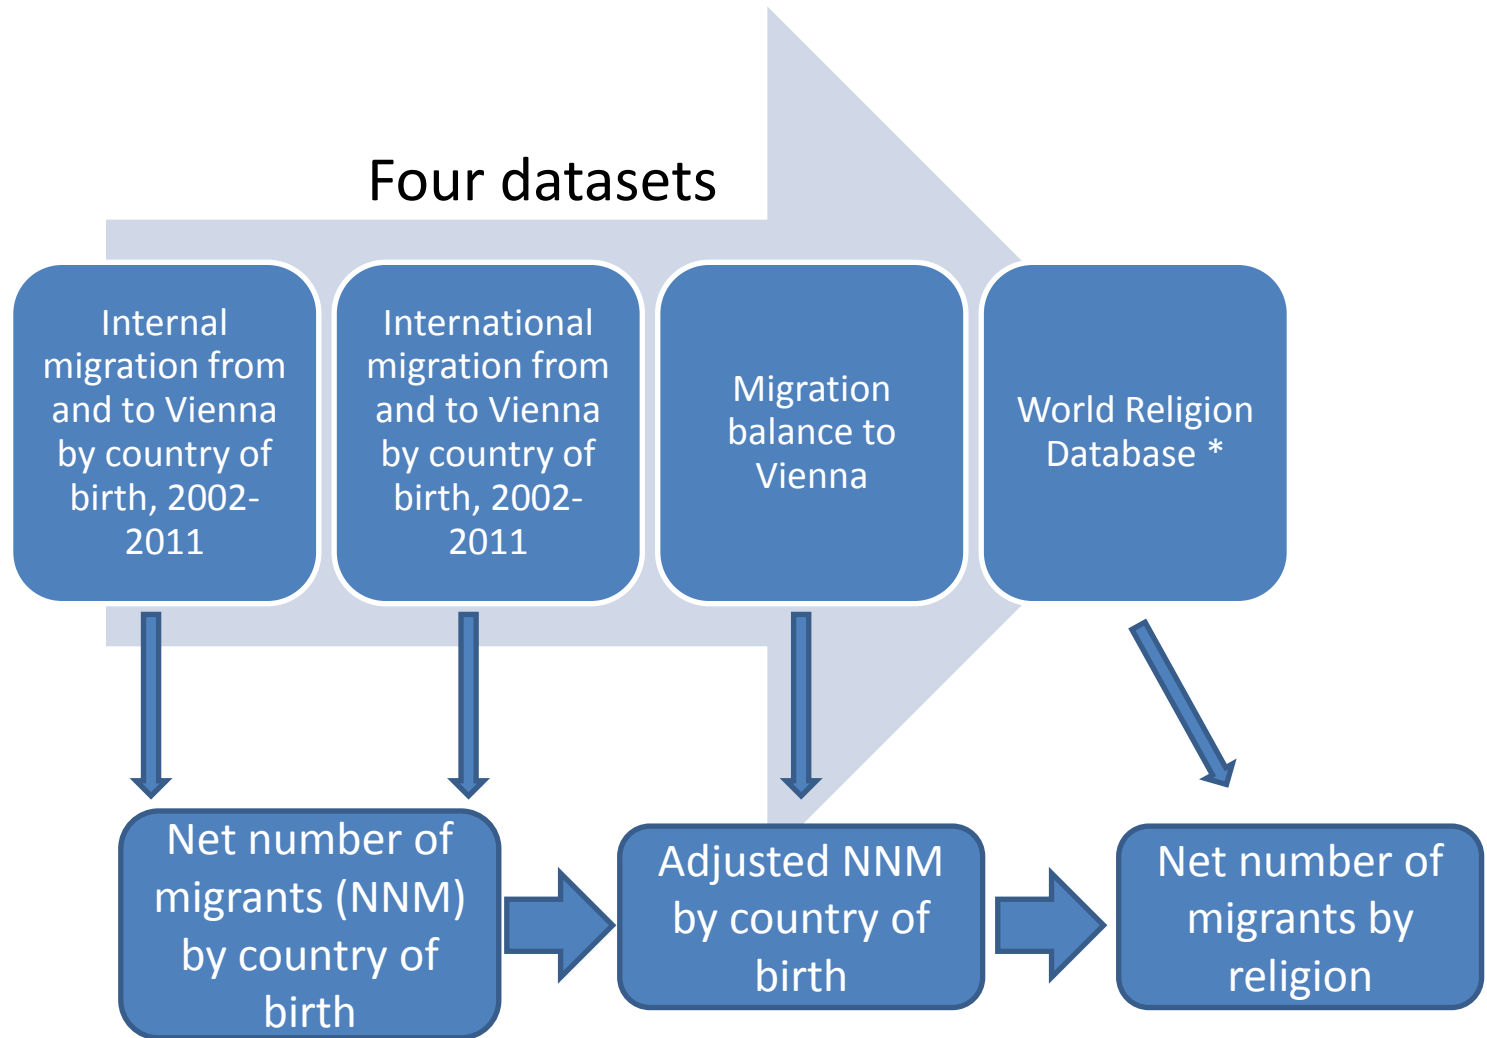 Four datasets
Internal
migration from
and to Vienna
by country of
birth, 2002-
2011
International
migration from
and to Vienna
by country of
birth, 2002-
2011
Migration
balance to
Vienna
World Religion
Database *
Net number of
migrants (NNM)
by country of
birth
Adjusted NNM
by country of
birth
Net number of
migrants by
religion